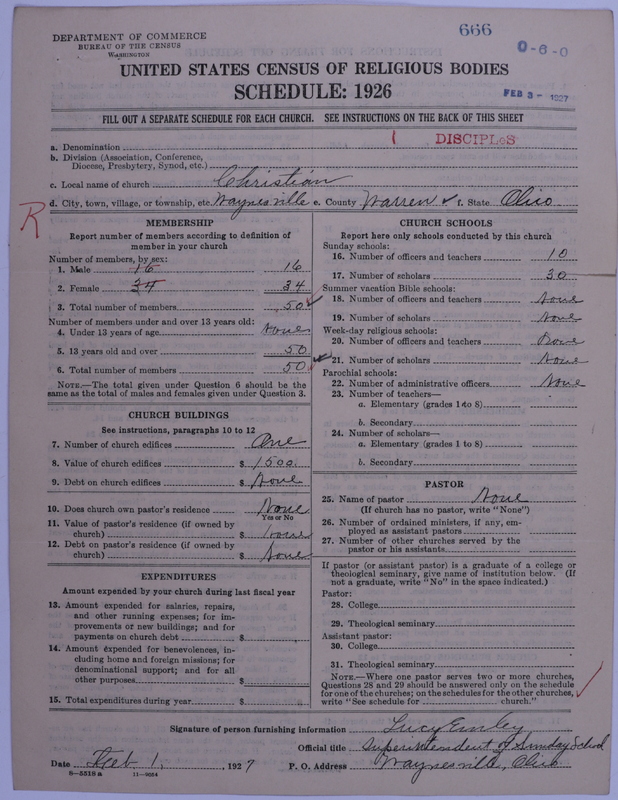 666
DEPARTMENT OF COMMERCE
BUREAU OF THE CENSUS
WASHINGTON
0-6-0
UNITED STATES CENSUS OF RELIGIOUS BODIES
SCHEDULE: 1926
FEB 3- 1927
FILL OUT A SEPARATE SCHEDULE FOR EACH CHURCH. SEE INSTRUCTIONS ON THE BACK OF THIS SHEET
a. Denomination 1 DISCIPLES
b. Division (Association, Conference,
Diocese, Presbytery, Synod, etc.)
c. Local name of church Christian
d. City, town, village, or township, etc. Waynesville e. County Warren f. State Ohio
R
MEMBERSHIP
Report number of members according to definition of
member in your church
Number of members, by sex:
1. Male 16 16
2. Female 34 34
3. Total number of members 50
Number of members under and over 13 years old:
4. Under 13 years of age None
5. 13 years old and over 50
6. Total number of members 50
NOTE.—The total given under Question 6 should be the
same as the total of males and females given under Question 3.
CHURCH BUILDINGS
See instructions, paragraphs 10 to 12
7. Number of church edifices One
8. Value of church edifices $ 1500
9. Debt on church edifices $ None
10. Does church own pastor's residence None
Yes or No
11. Value of pastor's residence (if owned by
church) $ None
12. Debt on pastor's residence (if owned by
church) $ None
EXPENDITURES
Amount expended by your church during last fiscal year
13. Amount expended for salaries, repairs,
and other running expenses; for im-
provements or new buildings; and for
payments on church debt $
14. Amount expended for benevolences, in-
cluding home and foreign missions; for
denominational support; and for all
other purposes $
15. Total expenditures during year $
CHURCH SCHOOLS
Report here only schools conducted by this church
Sunday schools:
16. Number of officers and teachers 10
17. Number of scholars 30
Summer vacation Bible schools:
18. Number of officers and teachers None
19. Number of scholars None
Week-day religious schools:
20. Number of officers and teachers None
21. Number of scholars None
Parochial schools:
22. Number of administrative officers None
23. Number of teachers—
a. Elementary (grades 1 to 8)
b. Secondary
24. Number of scholars—
a. Elementary (grades 1 to 8)
b. Secondary
PASTOR
25. Name of pastor None
(If church has no pastor, write "None")
26. Number of ordained ministers, if any, em-
ployed as assistant pastors
27. Number of other churches served by the
pastor or his assistants
If pastor (or assistant pastor) is a graduate of a college or
theological seminary, give name of institution below. (If
not a graduate, write "No" in the space indicated.)
Pastor:
28. College
29. Theological seminary
Assistant pastor:
30. College
31. Theological seminary
NOTE.—Where one pastor serves two or more churches,
Questions 28 and 29 should be answered only on the schedule
for one of the churches; on the schedules for the other churches,
write "See schedule for church."
Signature of person furnishing information Lucy Emley
Official title Superintendent of Sunday School
Date Feb. 1, 1927 P. O. Address Waynesville, Ohio
8—5518 a 11—9054